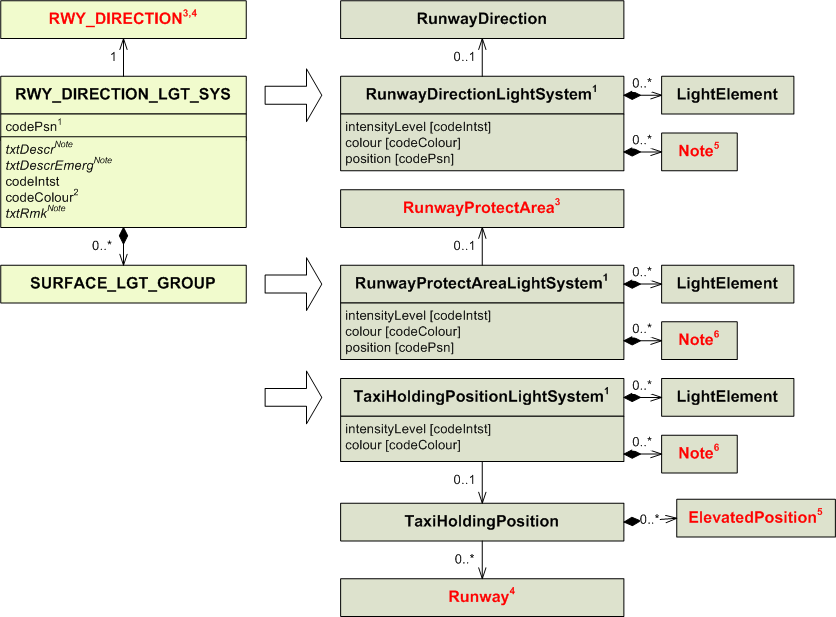 RWY_DIRECTION3,4
1
RWY_DIRECTION_LGT_SYS
codePsn1
txtDescrNote
txtDescrEmergNote
codeIntst
codeColour2
txtRmkNote
0..*
SURFACE_LGT_GROUP
RunwayDirection
0..1
RunwayDirectionLightSystem1
intensityLevel [codeIntst]
colour [codeColour]
position [codePsn]
0..*
LightElement
0..*
Note5
RunwayProtectArea3
0..1
RunwayProtectAreaLightSystem1
intensityLevel [codeIntst]
colour [codeColour]
position [codePsn]
0..*
LightElement
0..*
Note6
TaxiHoldingPositionLightSystem1
intensityLevel [codeIntst]
colour [codeColour]
0..*
LightElement
0..*
Note6
0..1
TaxiHoldingPosition
0..*
ElevatedPosition5
0..*
Runway4